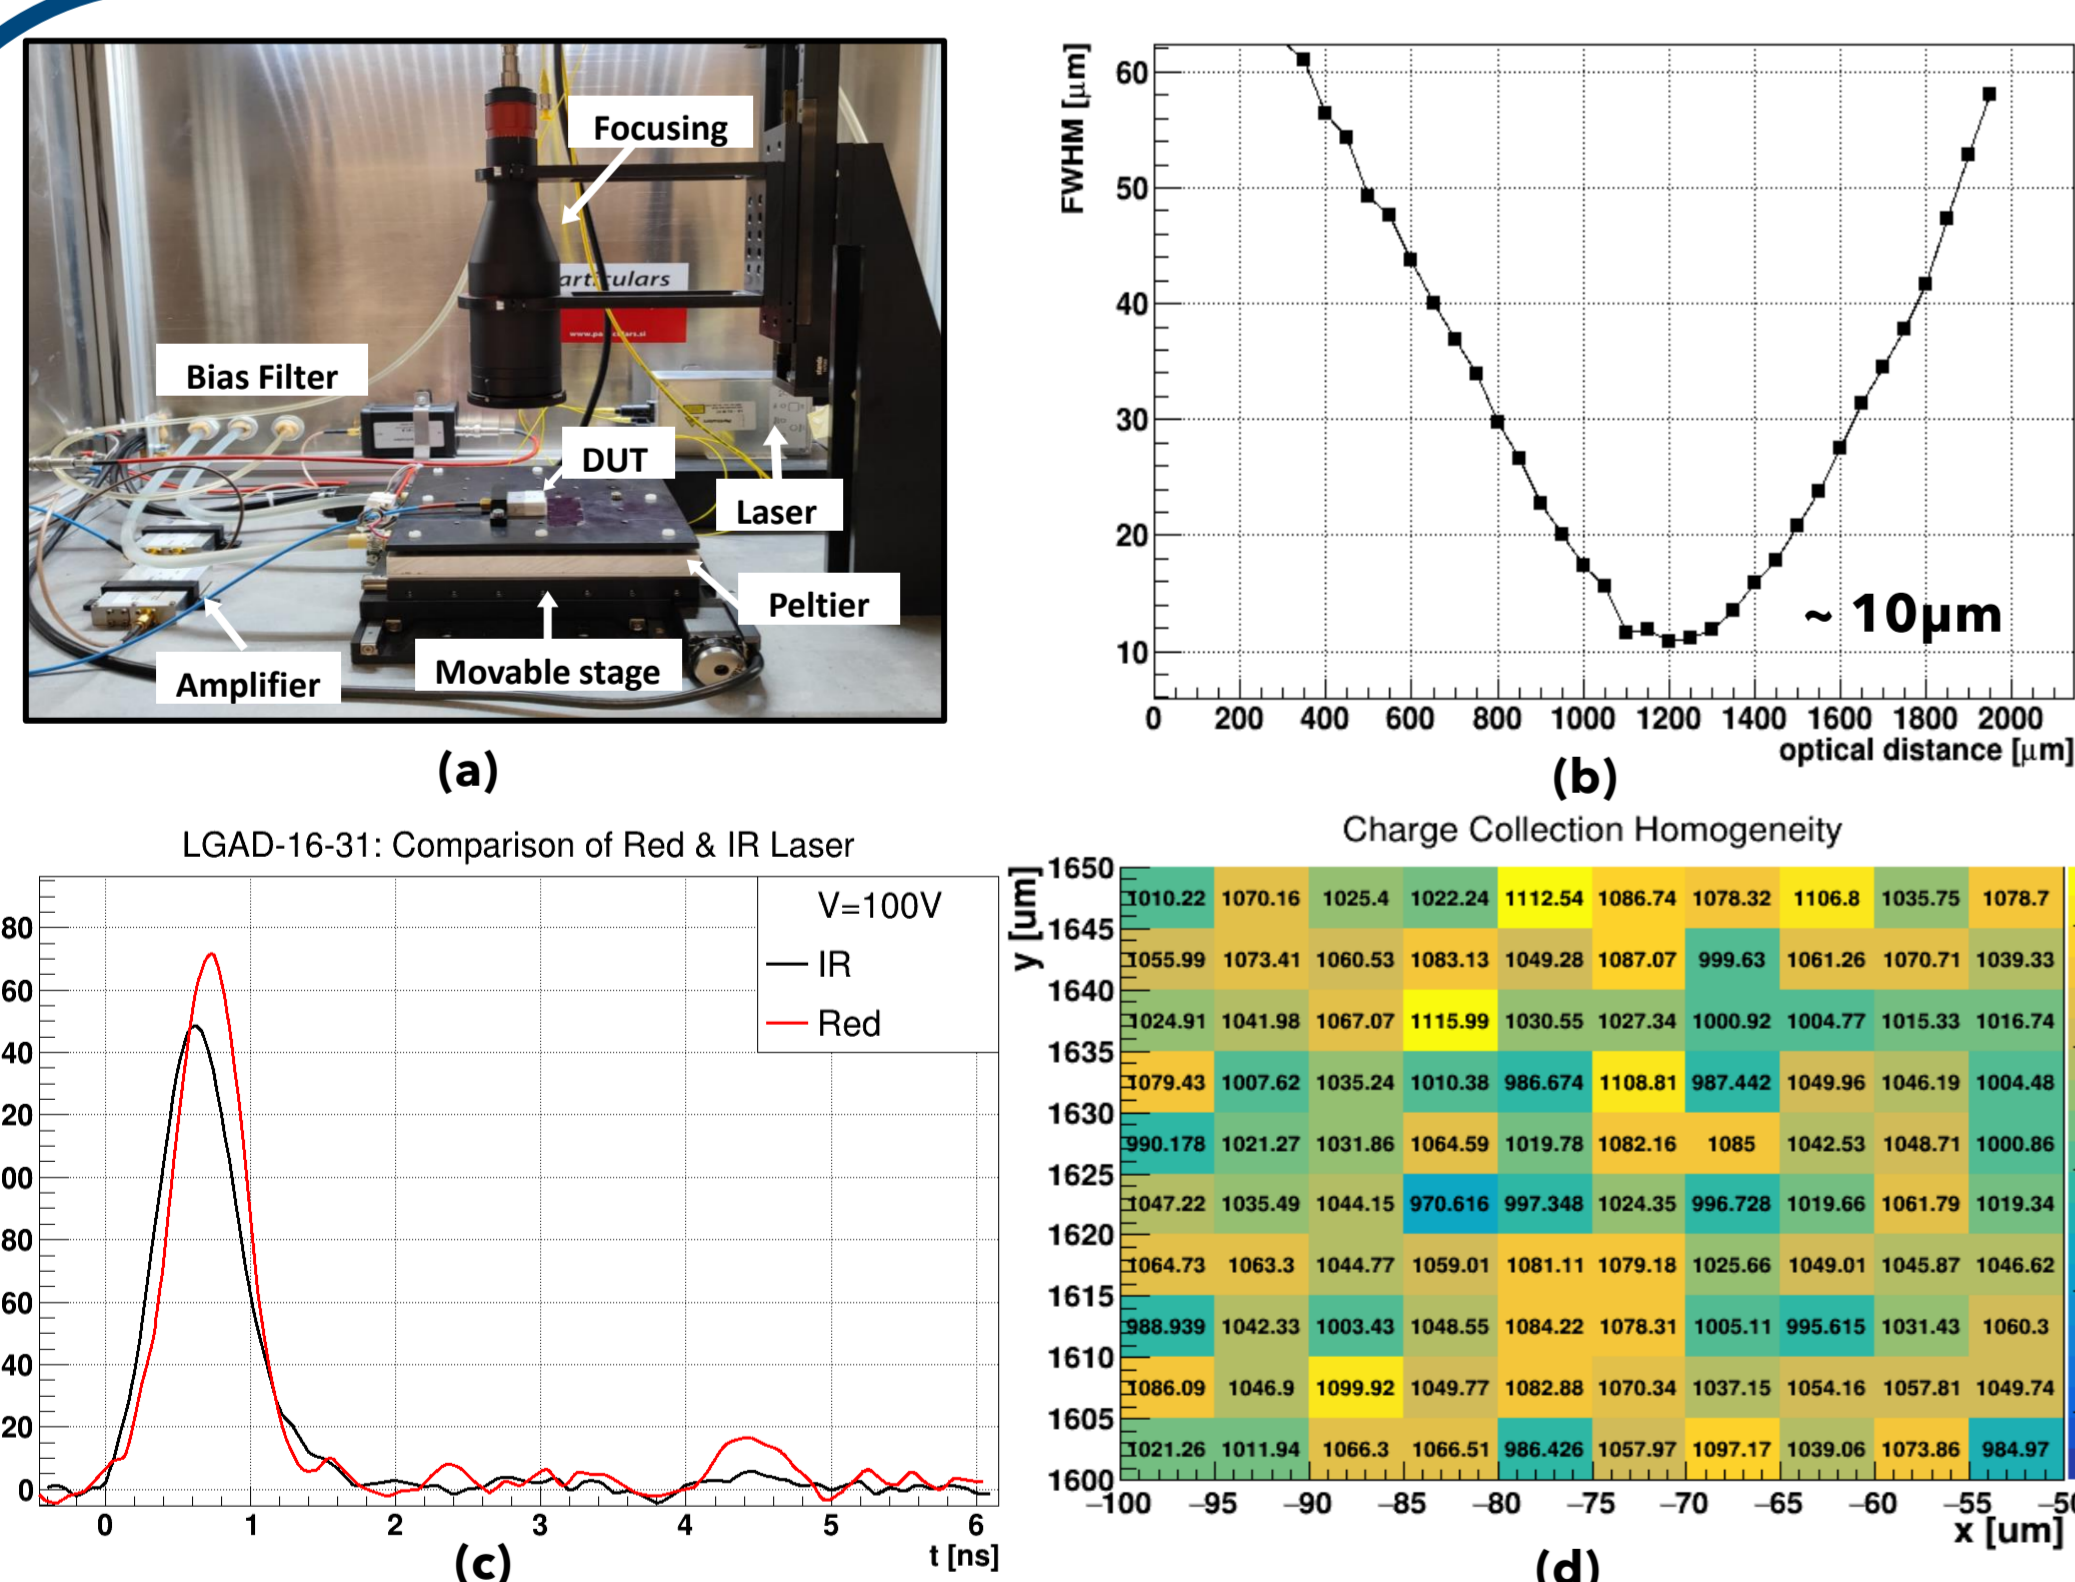 Focusing
articulars
www.particulars.si
Bias Filter
DUT
Laser
Peltier
Movable stage
Amplifier
(a)
FWHM [μm]
60
50
40
30
20
10
~ 10μm
0 200 400 600 800 1000 1200 1400 1600 1800 2000
optical distance [μm]
(b)
LGAD-16-31: Comparison of Red & IR Laser
V=100V
IR
Red
80
60
40
20
00
80
60
40
20
0
0 1 2 3 4 5 6
t [ns]
(c)
Charge Collection Homogeneity
y [um]
1650
1010.22 1070.16 1025.4 1022.24 1112.54 1086.74 1078.32 1106.8 1035.75 1078.7
1645
1055.99 1073.41 1060.53 1083.13 1049.28 1087.07 999.63 1061.26 1070.71 1039.33
1640
1024.91 1041.98 1067.07 1115.99 1030.55 1027.34 1000.92 1004.77 1015.33 1016.74
1635
1079.43 1007.62 1035.24 1010.38 986.674 1108.81 987.442 1049.96 1046.19 1004.48
1630
990.178 1021.27 1031.86 1064.59 1019.78 1082.16 1085 1042.53 1048.71 1000.86
1625
1047.22 1035.49 1044.15 970.616 997.348 1024.35 996.728 1019.66 1061.79 1019.34
1620
1064.73 1063.3 1044.77 1059.01 1081.11 1079.18 1025.66 1049.01 1045.87 1046.62
1615
988.939 1042.33 1003.43 1048.55 1084.22 1078.31 1005.11 995.615 1031.43 1060.3
1610
1086.09 1046.9 1099.92 1049.77 1082.88 1070.34 1037.15 1054.16 1057.81 1049.74
1605
1021.26 1011.94 1066.3 1066.51 986.426 1057.97 1097.17 1039.06 1073.86 984.97
1600
−100 −95 −90 −85 −80 −75 −70 −65 −60 −55 −50
x [um]
(d)